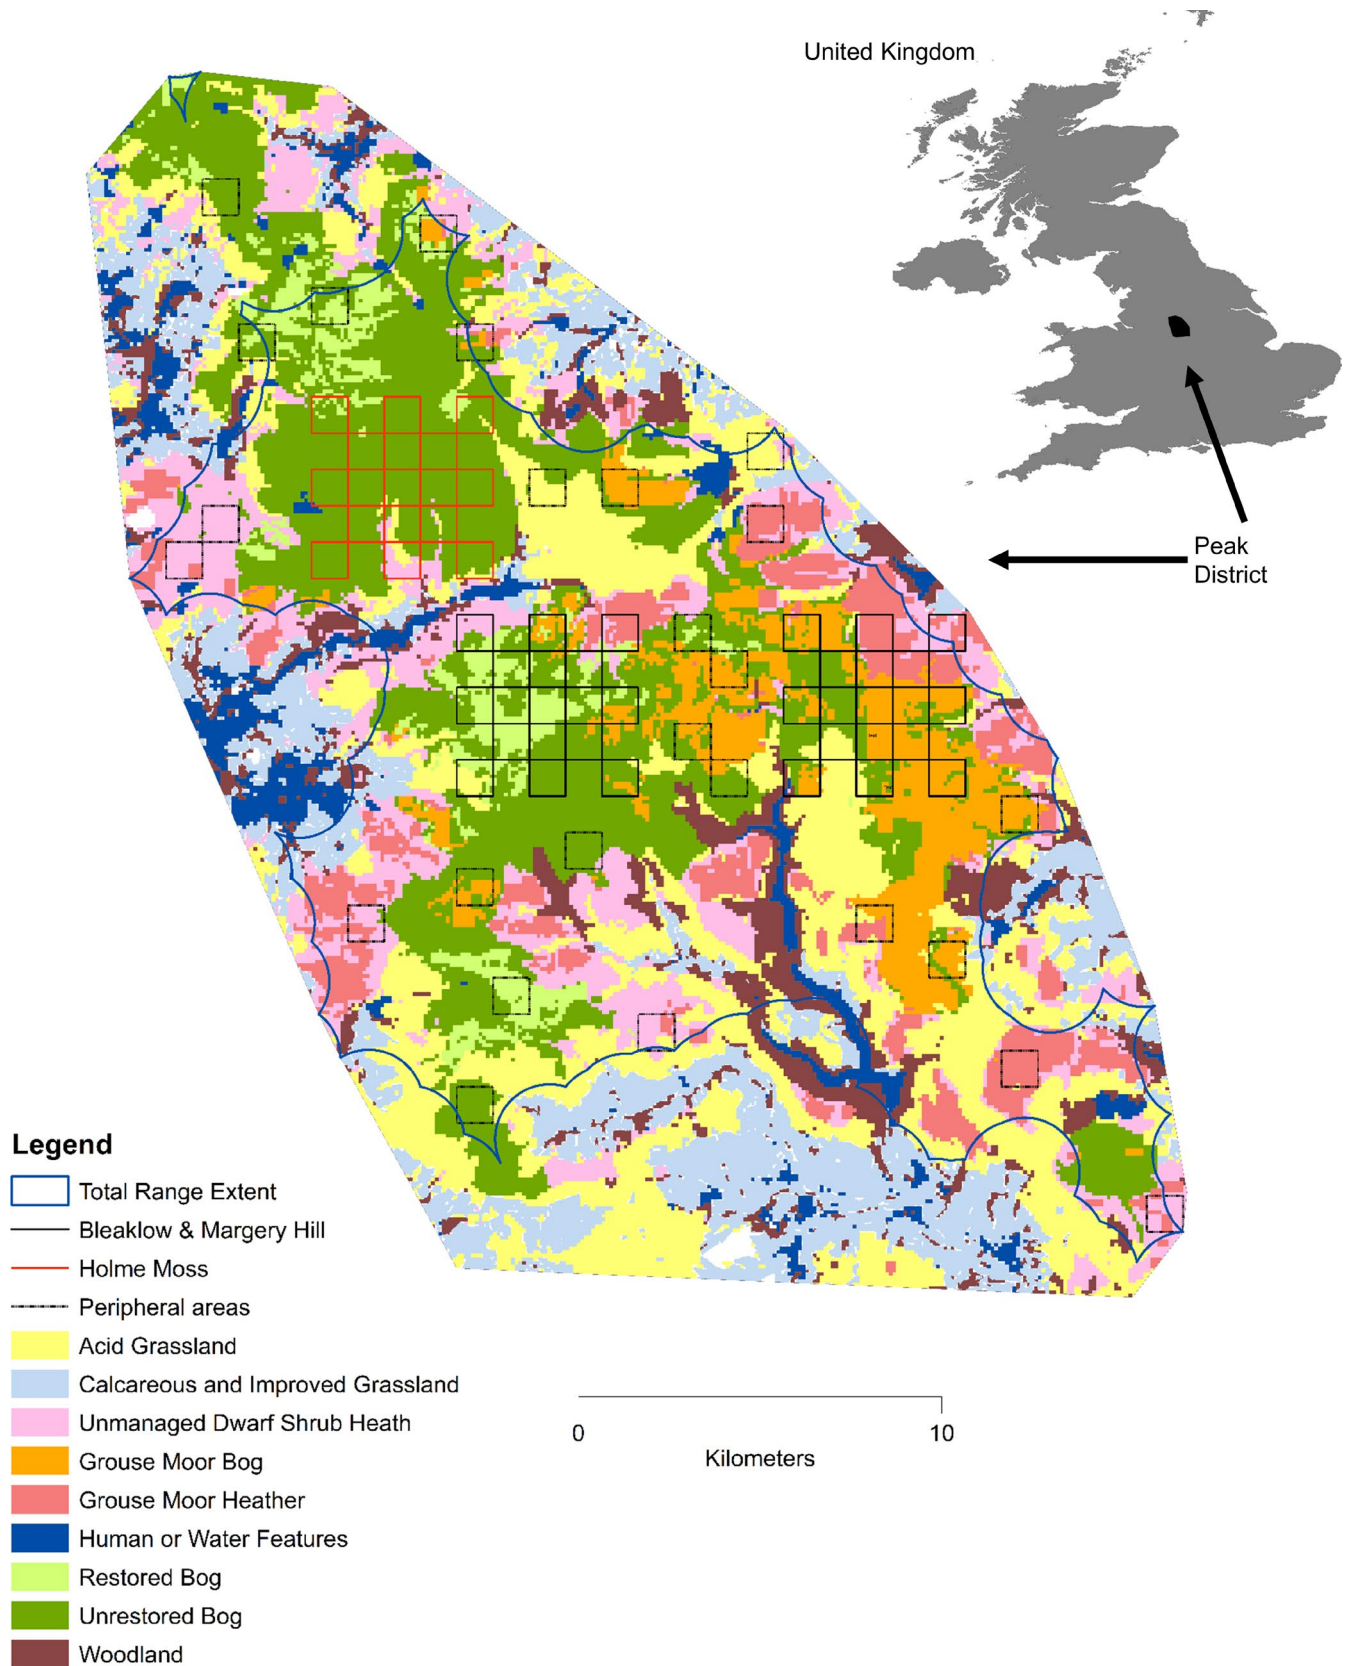 United Kingdom
Peak
District
Legend
Total Range Extent
Bleaklow & Margery Hill
Holme Moss
Peripheral areas
Acid Grassland
Calcareous and Improved Grassland
Unmanaged Dwarf Shrub Heath
Grouse Moor Bog
Grouse Moor Heather
Human or Water Features
Restored Bog
Unrestored Bog
Woodland
0 10
Kilometers